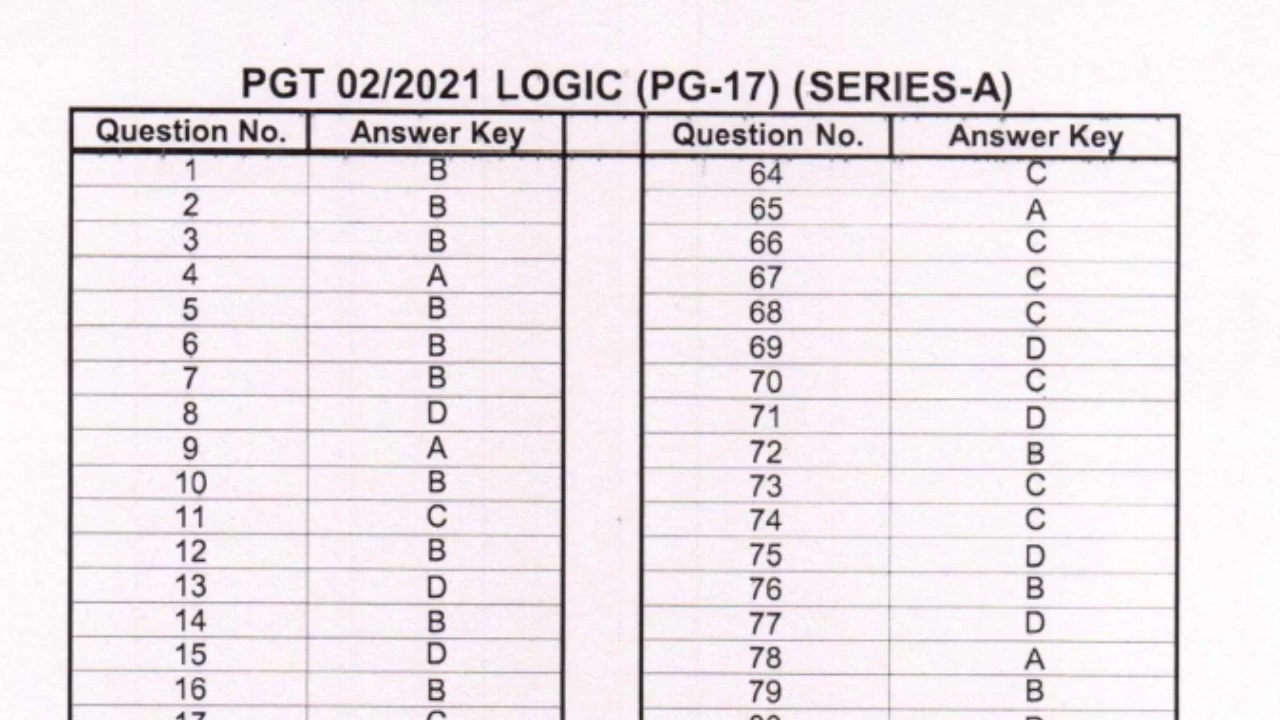 PGT 02/2021 LOGIC (PG-17) (SERIES-A)
Question No. Answer Key Question No. Answer Key
1 B 64 C
2 B 65 A
3 B 66 C
4 A 67 C
5 B 68 C
6 B 69 D
7 B 70 C
8 D 71 D
9 A 72 B
10 B 73 C
11 C 74 C
12 B 75 D
13 D 76 B
14 B 77 D
15 D 78 A
16 B 79 B